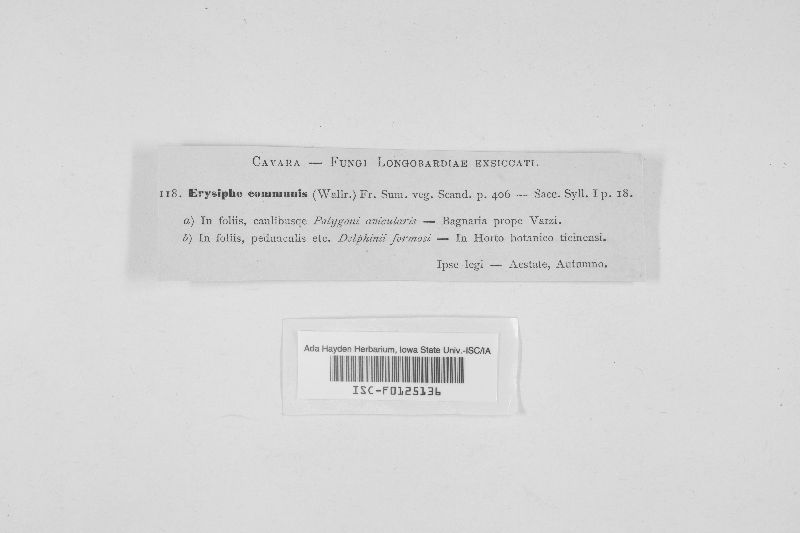 CAVARA — FUNGI LONGOBARDIAE EXSICCATI.
118. Erysiphe communis (Wallr.) Fr. Sum. veg. Scand. p. 406 — Sacc. Syll. I p. 18.
a) In foliis, caulibusqe Polygoni avicularis — Bagnaria prope Varzi.
b) In foliis, pedunculis etc. Delphinii formosi — In Horto botanico ticinensi.
Ipse legi — Aestate, Autumno.
Ada Hayden Herbarium, Iowa State Univ.-ISC/IA
ISC-F0125136